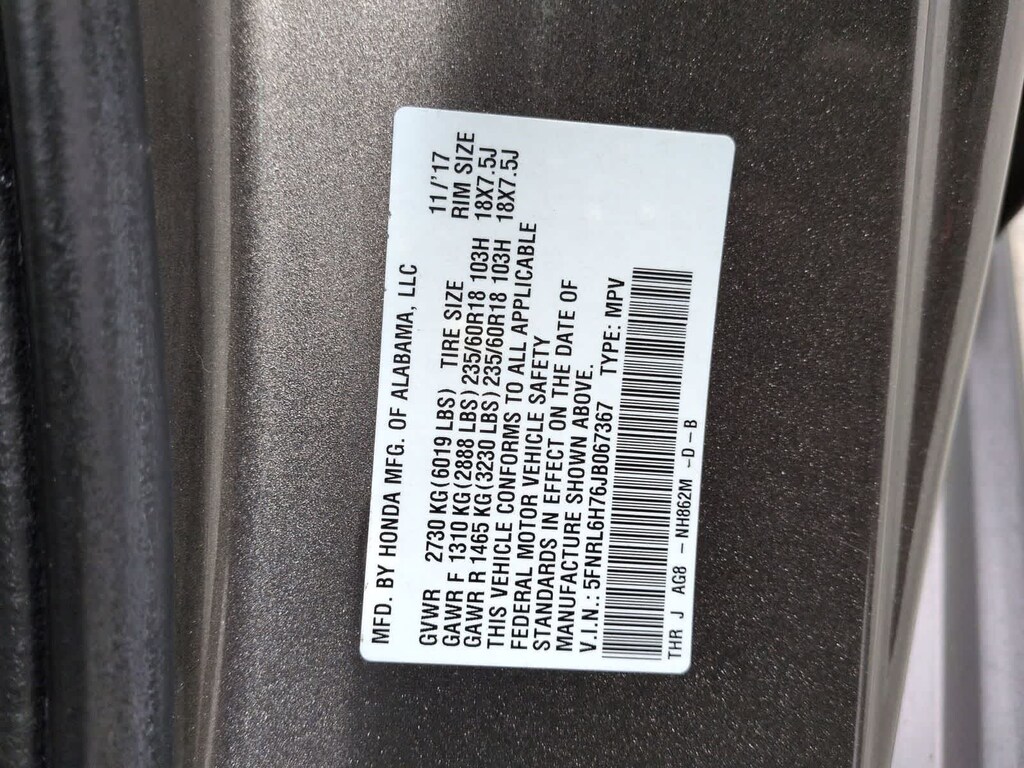 MFD. BY HONDA MFG. OF ALABAMA, LLC
11/'17
GVWR 2730 KG (6019 LBS) TIRE SIZE RIM SIZE
GAWR F 1310 KG (2888 LBS) 235/60R18 103H 18X7.5J
GAWR R 1465 KG (3230 LBS) 235/60R18 103H 18X7.5J
THIS VEHICLE CONFORMS TO ALL APPLICABLE
FEDERAL MOTOR VEHICLE SAFETY
STANDARDS IN EFFECT ON THE DATE OF
MANUFACTURE SHOWN ABOVE.
V.I.N.: 5FNRL6H76JB067367 TYPE: MPV
THR J AG8 - NH862M -D-B